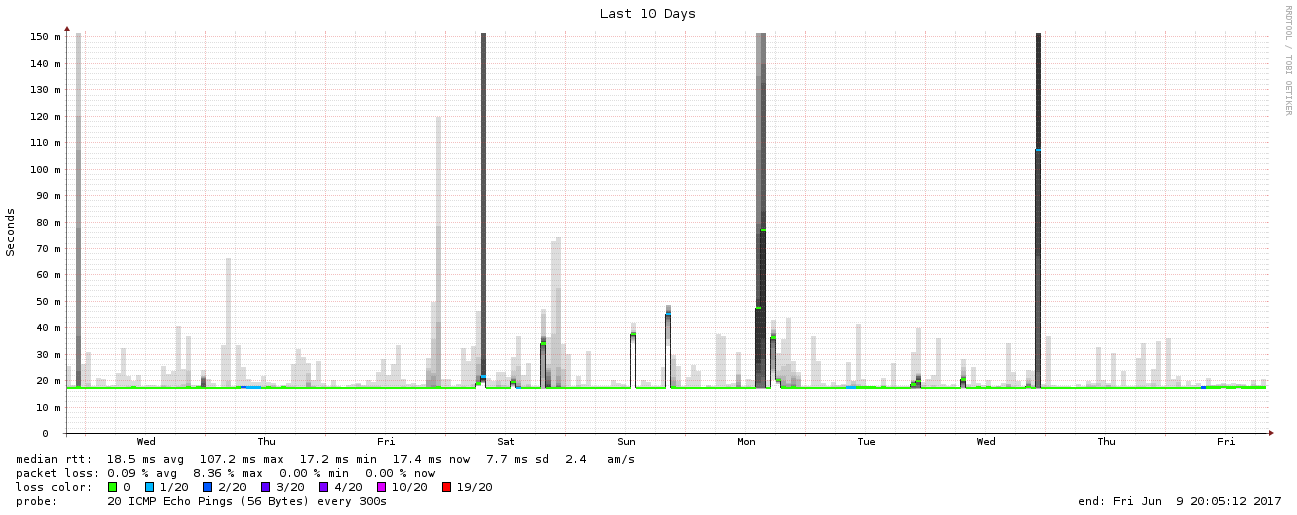 Last 10 Days
RRDTOOL / TOBI OETIKER
Seconds
150 m
140 m
130 m
120 m
110 m
100 m
90 m
80 m
70 m
60 m
50 m
40 m
30 m
20 m
10 m
0
Wed Thu Fri Sat Sun Mon Tue Wed Thu Fri
median rtt: 18.5 ms avg 107.2 ms max 17.2 ms min 17.4 ms now 7.7 ms sd 2.4 am/s
packet loss: 0.09 % avg 8.36 % max 0.00 % min 0.00 % now
loss color: 0 1/20 2/20 3/20 4/20 10/20 19/20
probe: 20 ICMP Echo Pings (56 Bytes) every 300s end: Fri Jun 9 20:05:12 2017